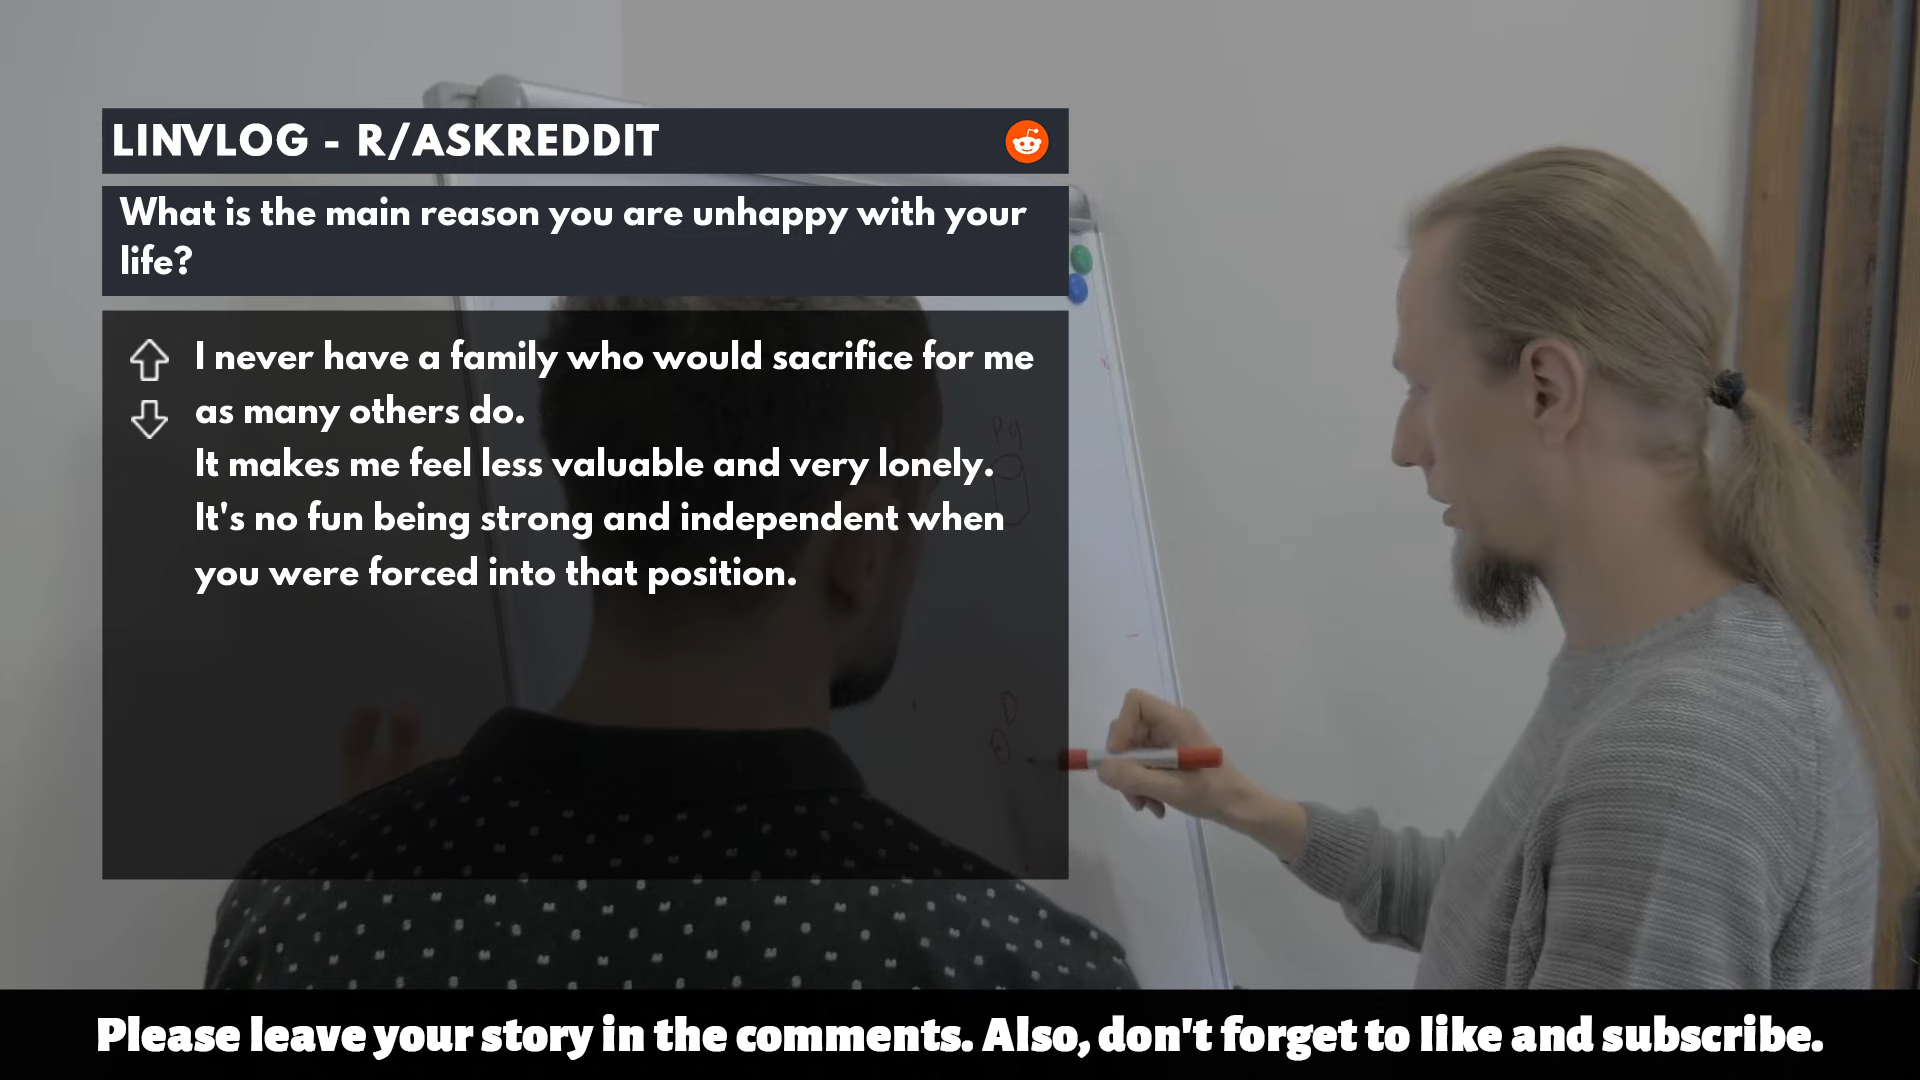 LINVLOG - R/ASKREDDIT
What is the main reason you are unhappy with your
life?
I never have a family who would sacrifice for me
as many others do.
It makes me feel less valuable and very lonely.
It's no fun being strong and independent when
you were forced into that position.
Pg
D
Please leave your story in the comments. Also, don't forget to like and subscribe.